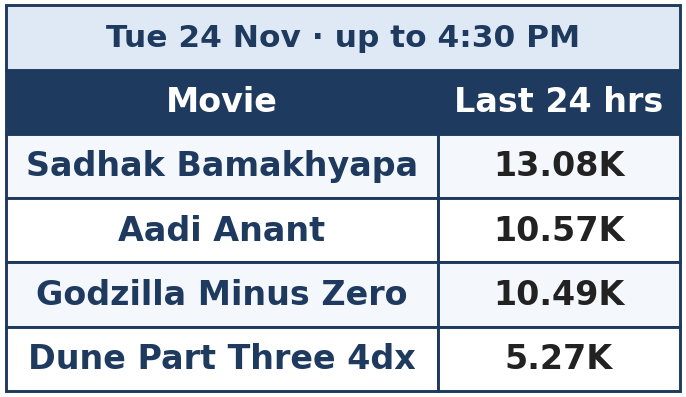 Tue 24 Nov · up to 4:30 PM
Movie Last 24 hrs
Sadhak Bamakhyapa 13.08K
Aadi Anant 10.57K
Godzilla Minus Zero 10.49K
Dune Part Three 4dx 5.27K